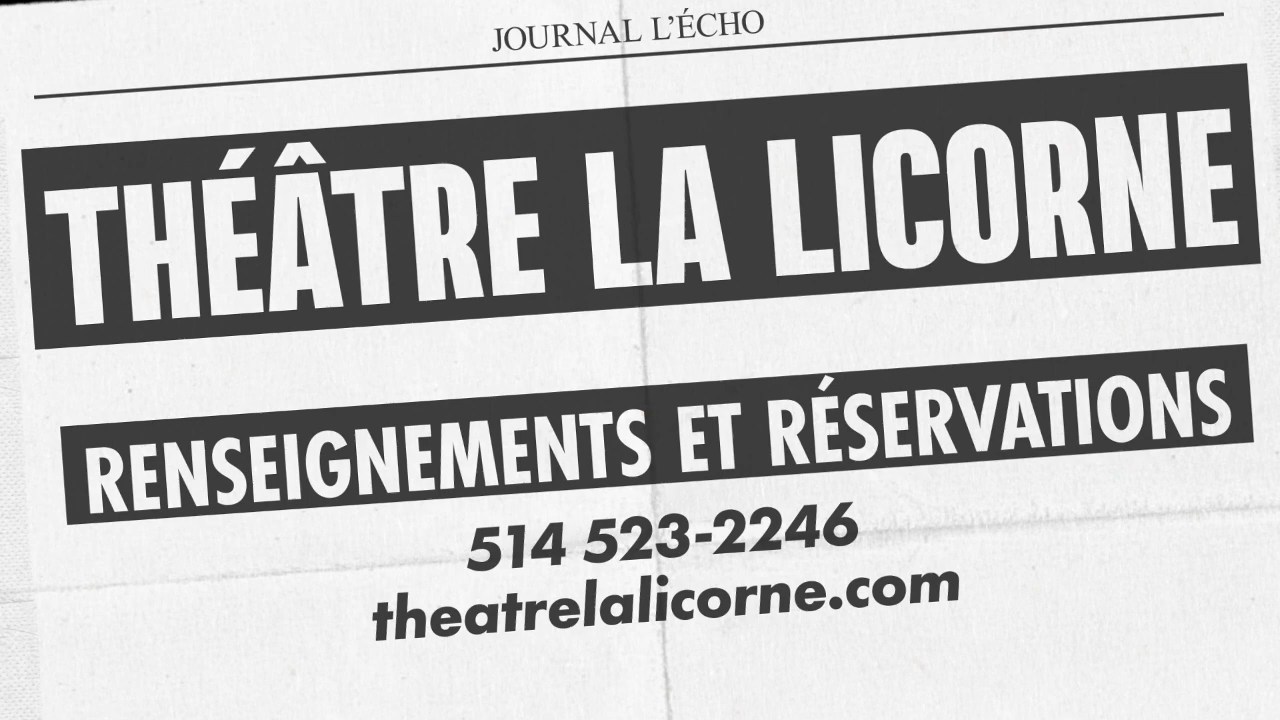 JOURNAL L'ÉCHO
THÉÂTRE LA LICORNE
RENSEIGNEMENTS ET RÉSERVATIONS
514 523-2246
theatrelalicorne.com